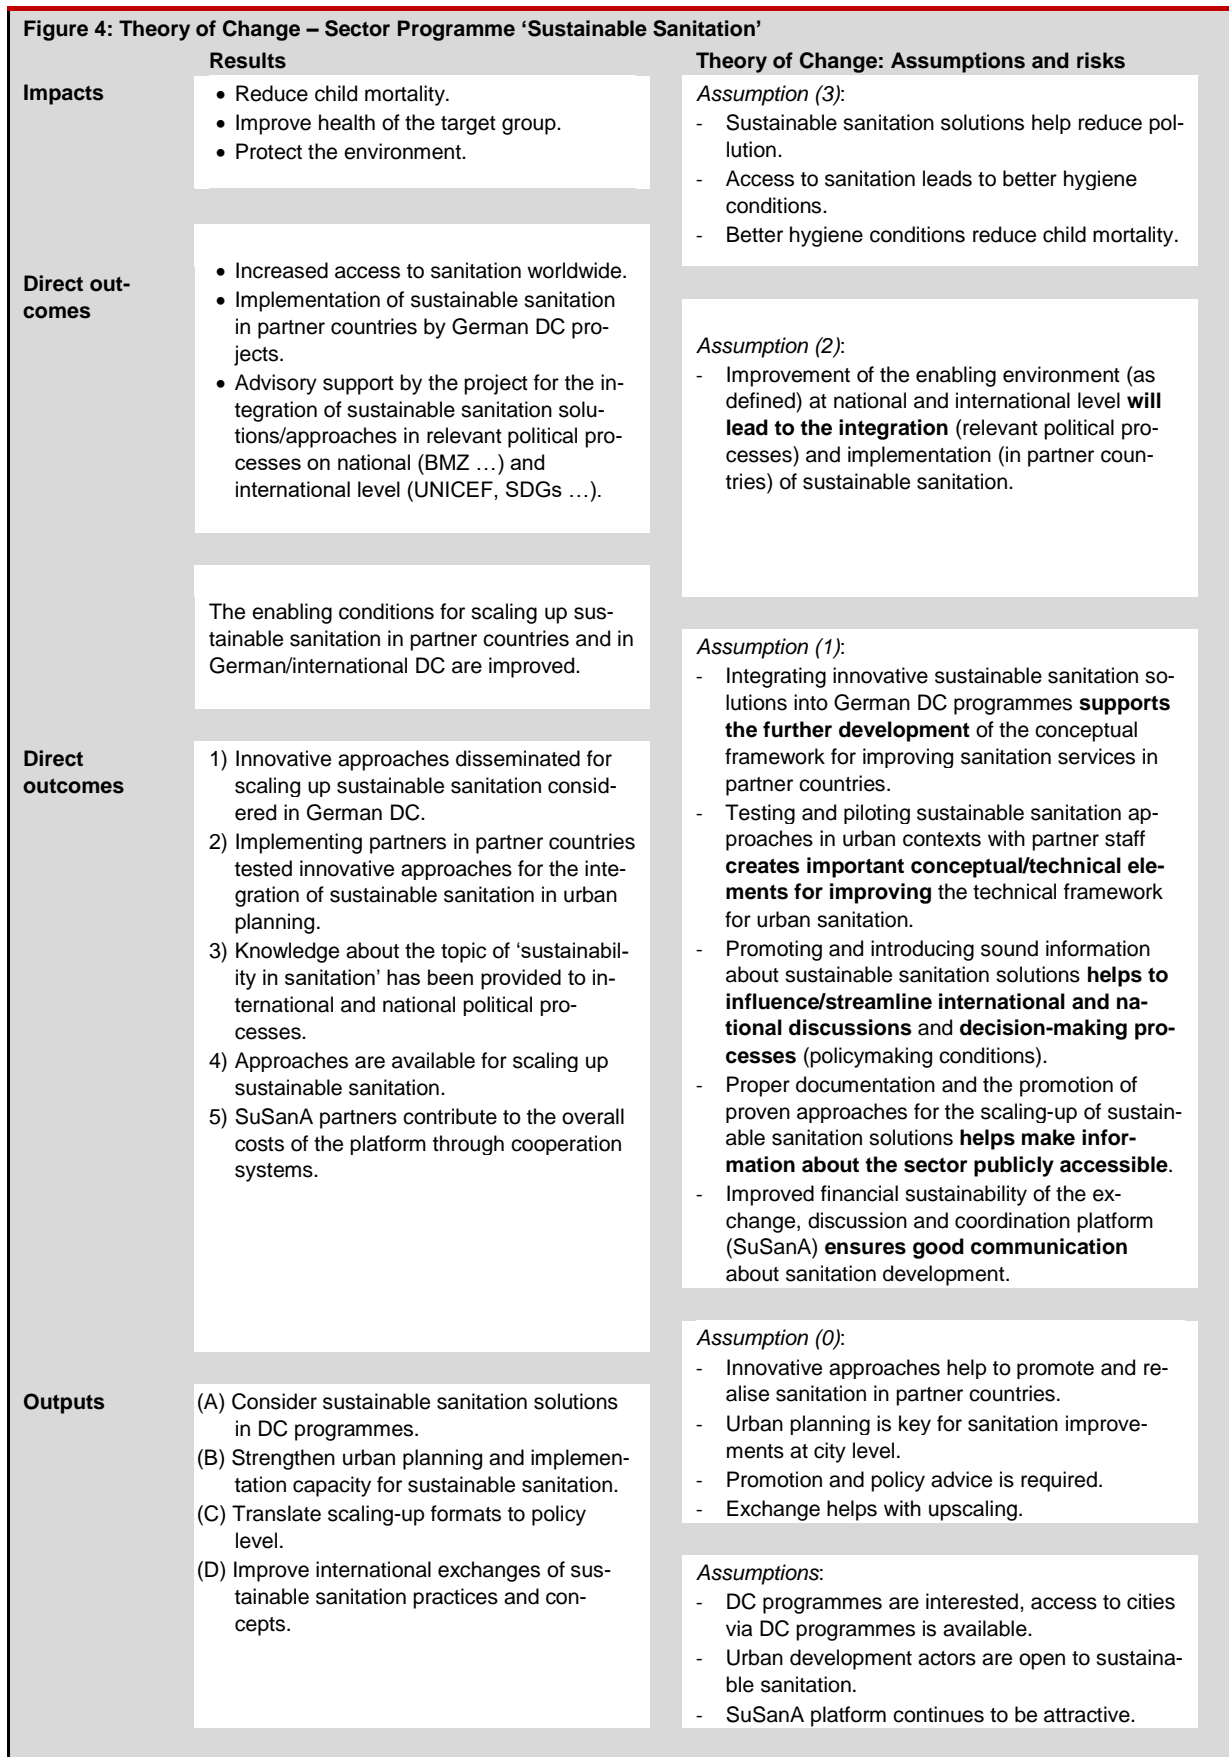 Figure 4: Theory of Change – Sector Programme ‘Sustainable Sanitation’
Results
Theory of Change: Assumptions and risks
Impacts
• Reduce child mortality.
• Improve health of the target group.
• Protect the environment.
Assumption (3):
- Sustainable sanitation solutions help reduce pol-
lution.
- Access to sanitation leads to better hygiene
conditions.
- Better hygiene conditions reduce child mortality.
Direct out-
comes
• Increased access to sanitation worldwide.
• Implementation of sustainable sanitation
in partner countries by German DC pro-
jects.
• Advisory support by the project for the in-
tegration of sustainable sanitation solu-
tions/approaches in relevant political pro-
cesses on national (BMZ …) and
international level (UNICEF, SDGs …).
Assumption (2):
- Improvement of the enabling environment (as
defined) at national and international level will
lead to the integration (relevant political pro-
cesses) and implementation (in partner coun-
tries) of sustainable sanitation.
The enabling conditions for scaling up sus-
tainable sanitation in partner countries and in
German/international DC are improved.
Direct
outcomes
1) Innovative approaches disseminated for
scaling up sustainable sanitation consid-
ered in German DC.
2) Implementing partners in partner countries
tested innovative approaches for the inte-
gration of sustainable sanitation in urban
planning.
3) Knowledge about the topic of ‘sustainabil-
ity in sanitation’ has been provided to in-
ternational and national political pro-
cesses.
4) Approaches are available for scaling up
sustainable sanitation.
5) SuSanA partners contribute to the overall
costs of the platform through cooperation
systems.
Assumption (1):
- Integrating innovative sustainable sanitation so-
lutions into German DC programmes supports
the further development of the conceptual
framework for improving sanitation services in
partner countries.
- Testing and piloting sustainable sanitation ap-
proaches in urban contexts with partner staff
creates important conceptual/technical ele-
ments for improving the technical framework
for urban sanitation.
- Promoting and introducing sound information
about sustainable sanitation solutions helps to
influence/streamline international and na-
tional discussions and decision-making pro-
cesses (policymaking conditions).
- Proper documentation and the promotion of
proven approaches for the scaling-up of sustain-
able sanitation solutions helps make infor-
mation about the sector publicly accessible.
- Improved financial sustainability of the ex-
change, discussion and coordination platform
(SuSanA) ensures good communication
about sanitation development.
Assumption (0):
- Innovative approaches help to promote and re-
alise sanitation in partner countries.
- Urban planning is key for sanitation improve-
ments at city level.
- Promotion and policy advice is required.
- Exchange helps with upscaling.
Outputs
(A) Consider sustainable sanitation solutions
in DC programmes.
(B) Strengthen urban planning and implemen-
tation capacity for sustainable sanitation.
(C) Translate scaling-up formats to policy
level.
(D) Improve international exchanges of sus-
tainable sanitation practices and con-
cepts.
Assumptions:
- DC programmes are interested, access to cities
via DC programmes is available.
- Urban development actors are open to sustaina-
ble sanitation.
- SuSanA platform continues to be attractive.